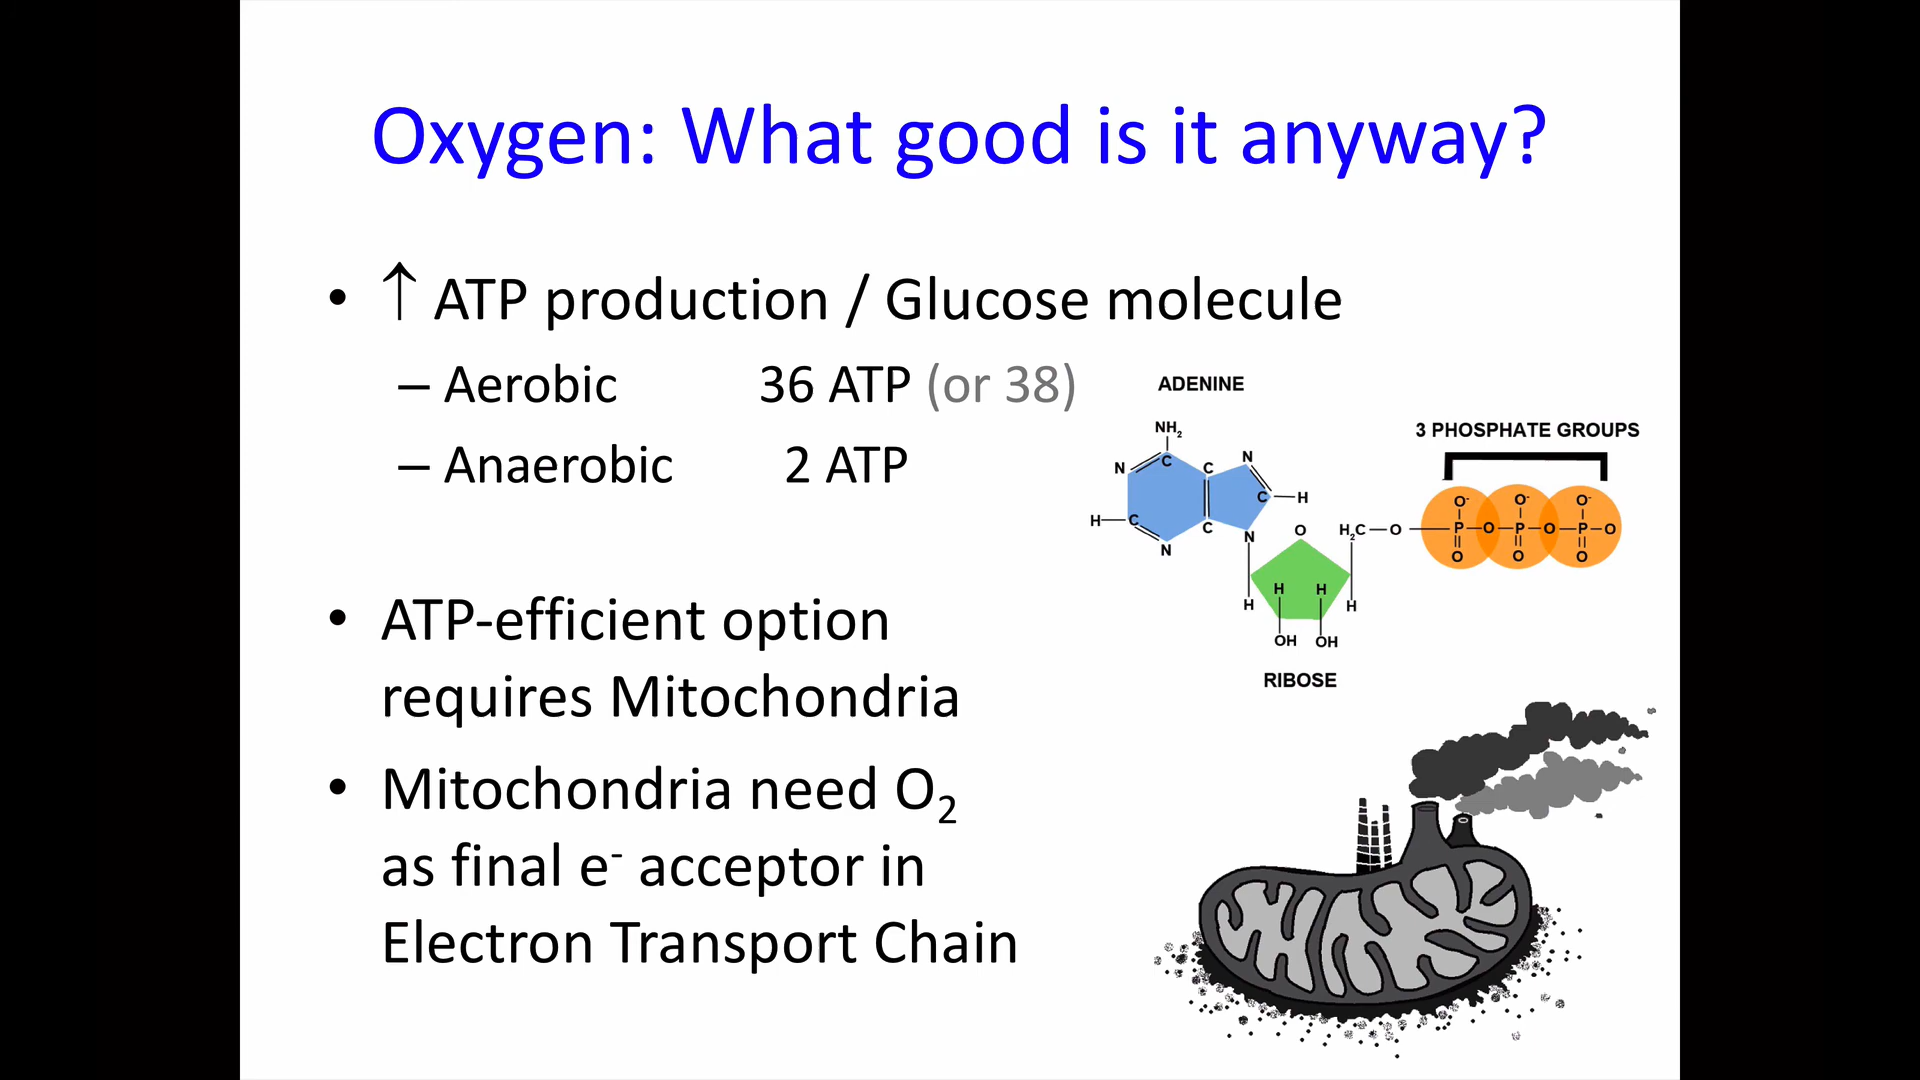 Oxygen: What good is it anyway?
• ↑ ATP production / Glucose molecule
– Aerobic 36 ATP (or 38)
– Anaerobic 2 ATP
• ATP-efficient option
requires Mitochondria
• Mitochondria need O₂
as final e⁻ acceptor in
Electron Transport Chain
ADENINE
NH₂
N C C N
C H
H C C N
N
3 PHOSPHATE GROUPS
O⁻ O⁻ O⁻
O H₂C O P O P O P O
O O O
H H H H
OH OH
RIBOSE